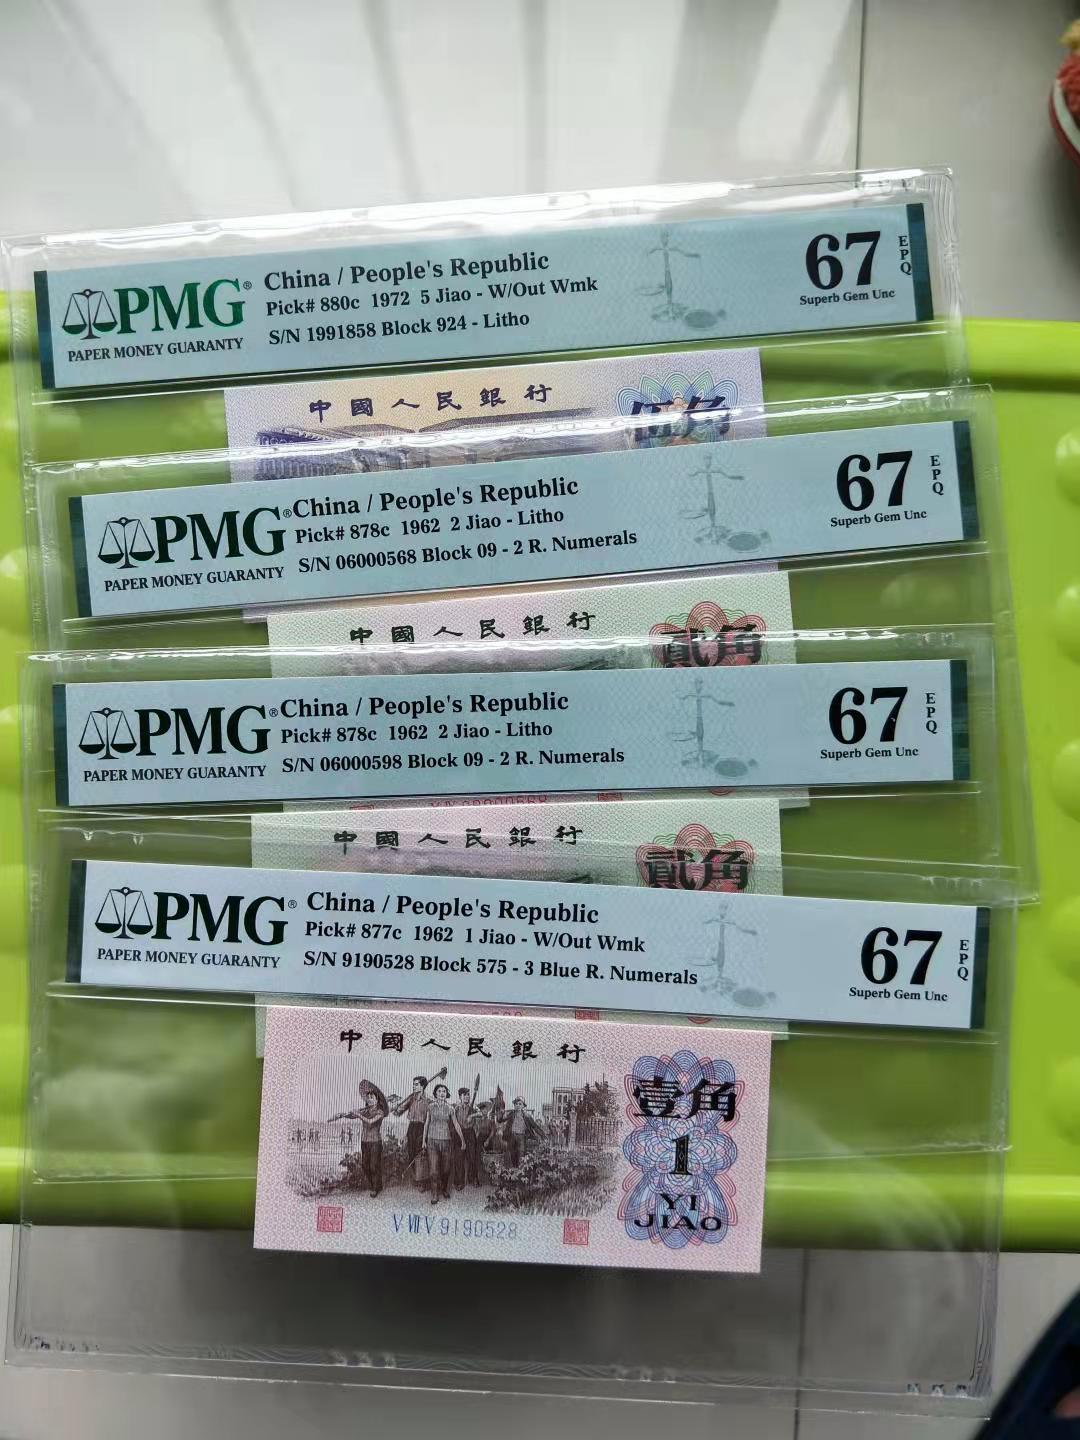 PMG®
PAPER MONEY GUARANTY
China / People's Republic
Pick# 880c 1972 5 Jiao - W/Out Wmk
S/N 1991858 Block 924 - Litho
67
EPQ
Superb Gem Unc
中國人民銀行
伍角
PMG®
PAPER MONEY GUARANTY
China / People's Republic
Pick# 878c 1962 2 Jiao - Litho
S/N 06000568 Block 09 - 2 R. Numerals
67
EPQ
Superb Gem Unc
中國人民銀行
貳角
PMG®
PAPER MONEY GUARANTY
China / People's Republic
Pick# 878c 1962 2 Jiao - Litho
S/N 06000598 Block 09 - 2 R. Numerals
67
EPQ
Superb Gem Unc
中國人民銀行
貳角
PMG®
PAPER MONEY GUARANTY
China / People's Republic
Pick# 877c 1962 1 Jiao - W/Out Wmk
S/N 9190528 Block 575 - 3 Blue R. Numerals
67
EPQ
Superb Gem Unc
中國人民銀行
壹角
1
YI
JIAO
V VII V 9190528